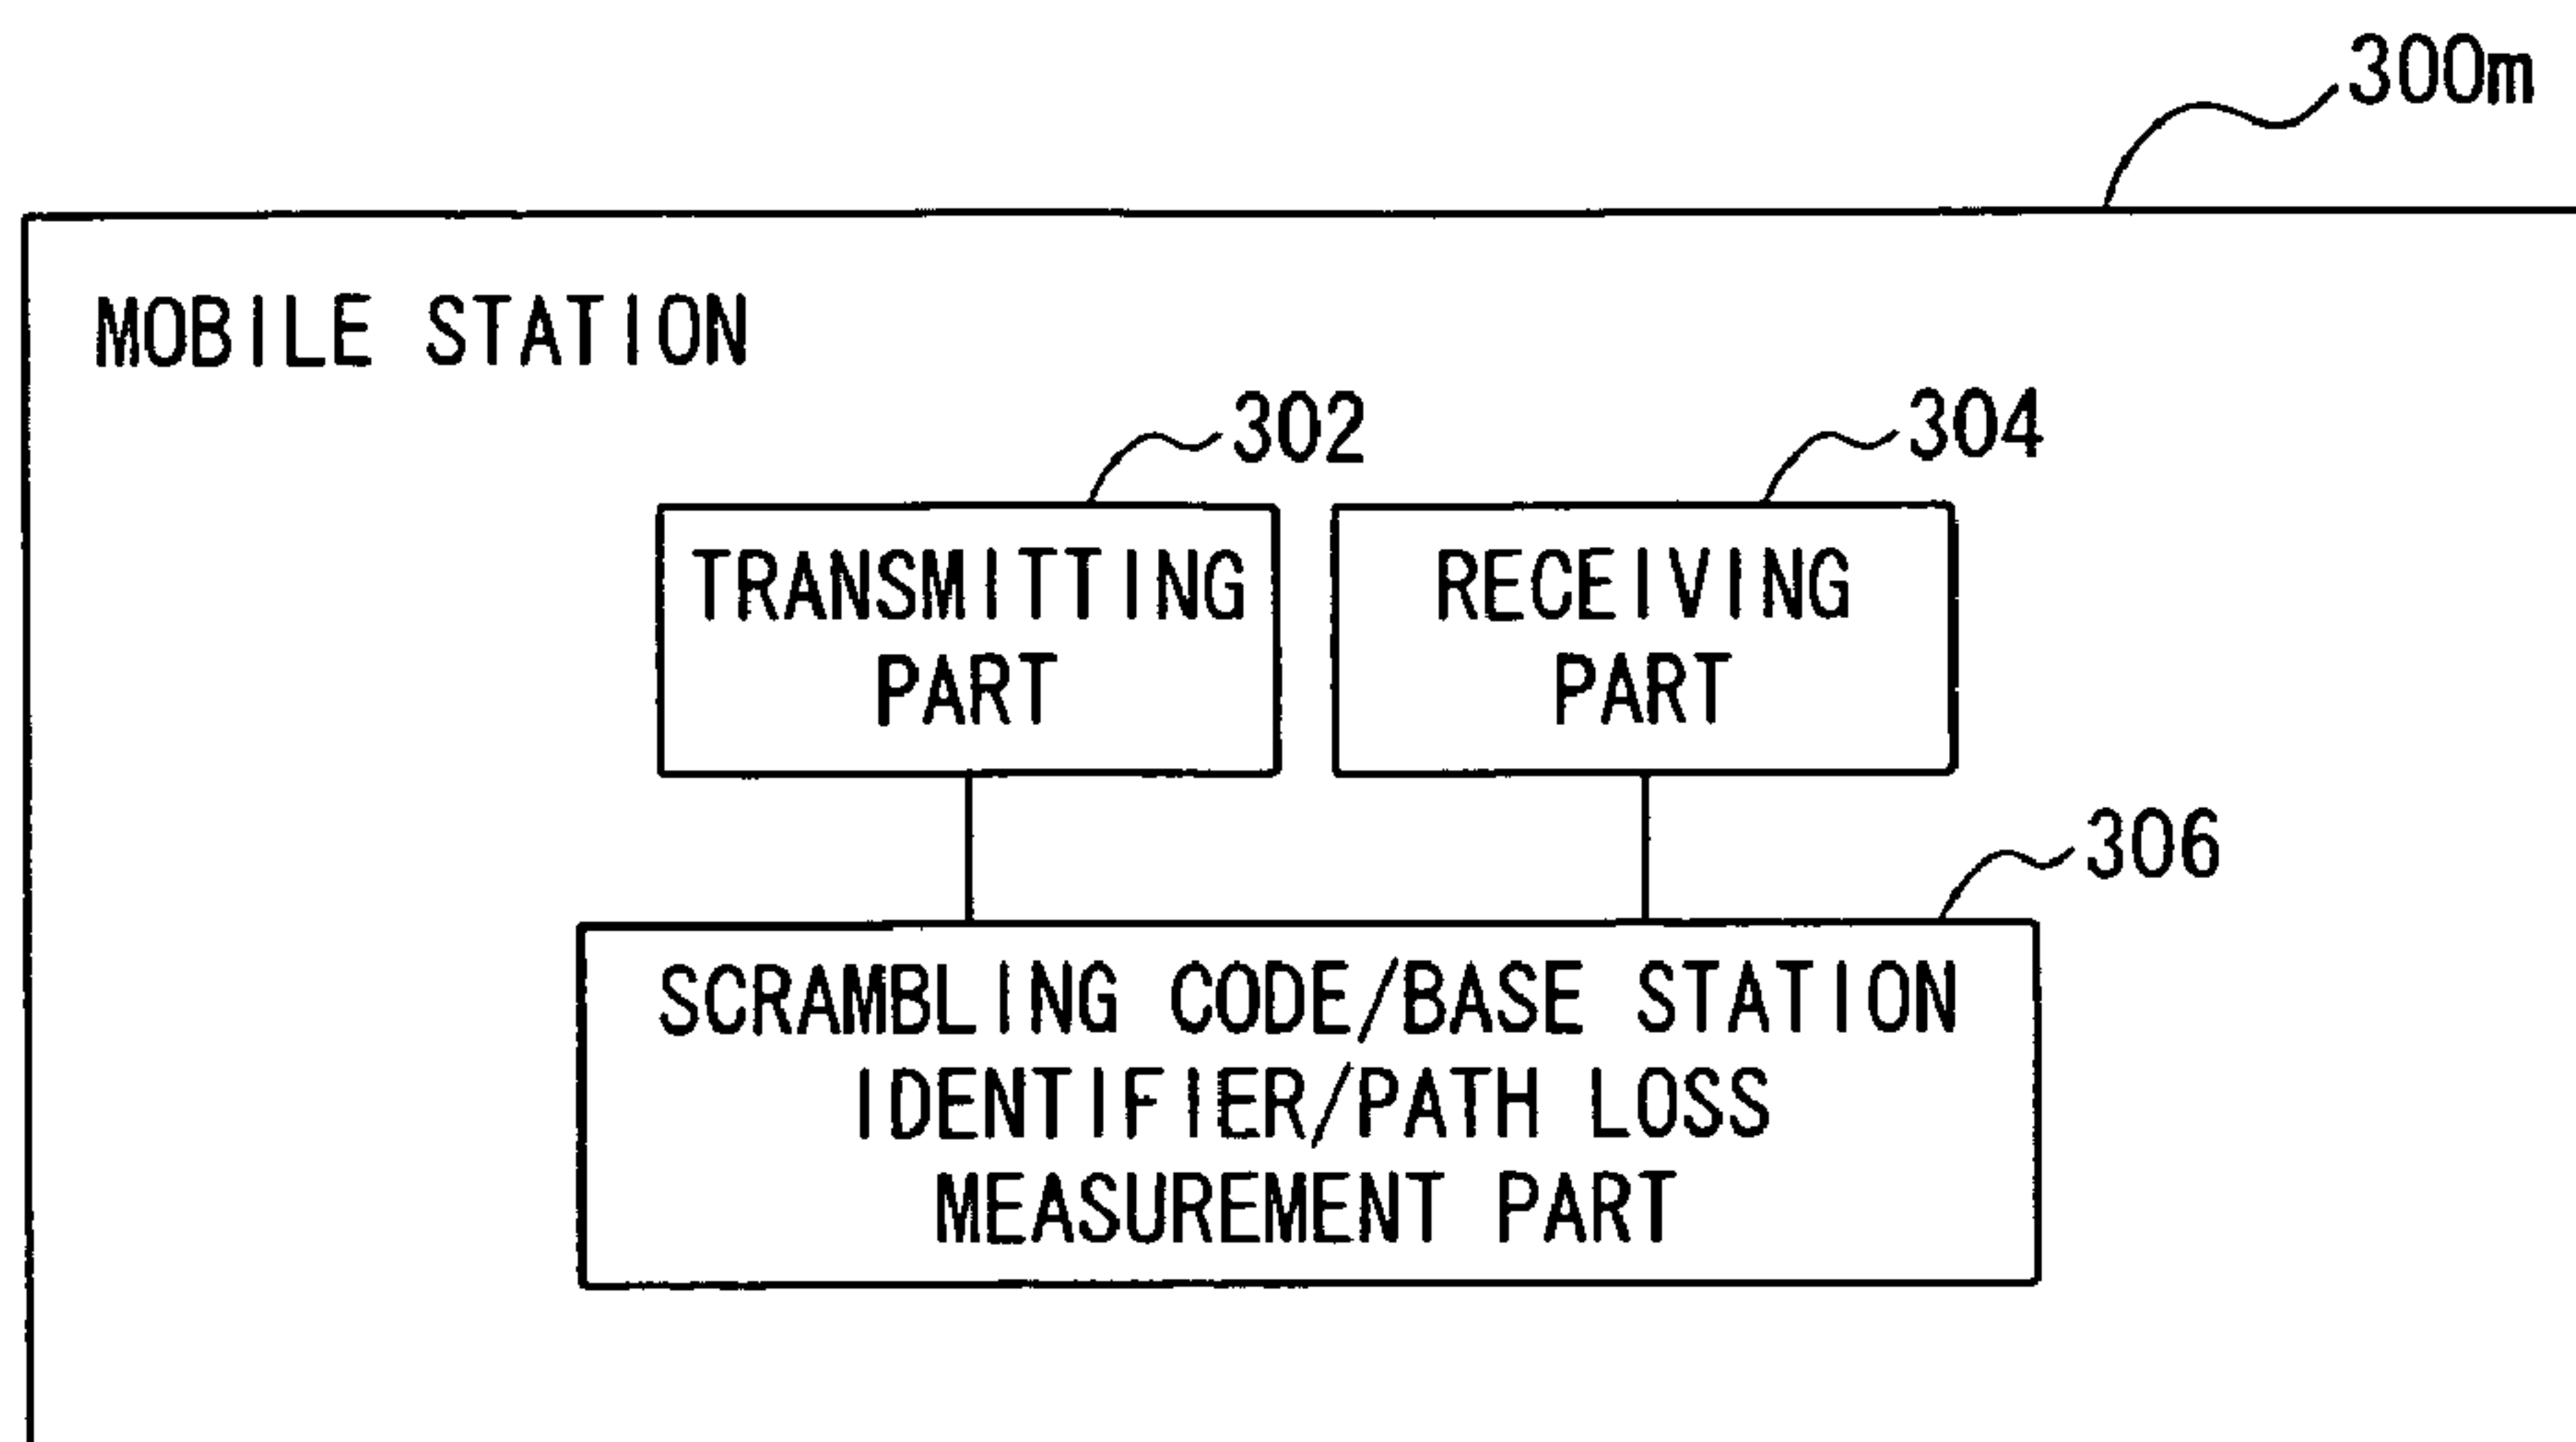 300m
MOBILE STATION
302
304
TRANSMITTING
PART
RECEIVING
PART
306
SCRAMBLING CODE/BASE STATION
IDENTIFIER/PATH LOSS
MEASUREMENT PART